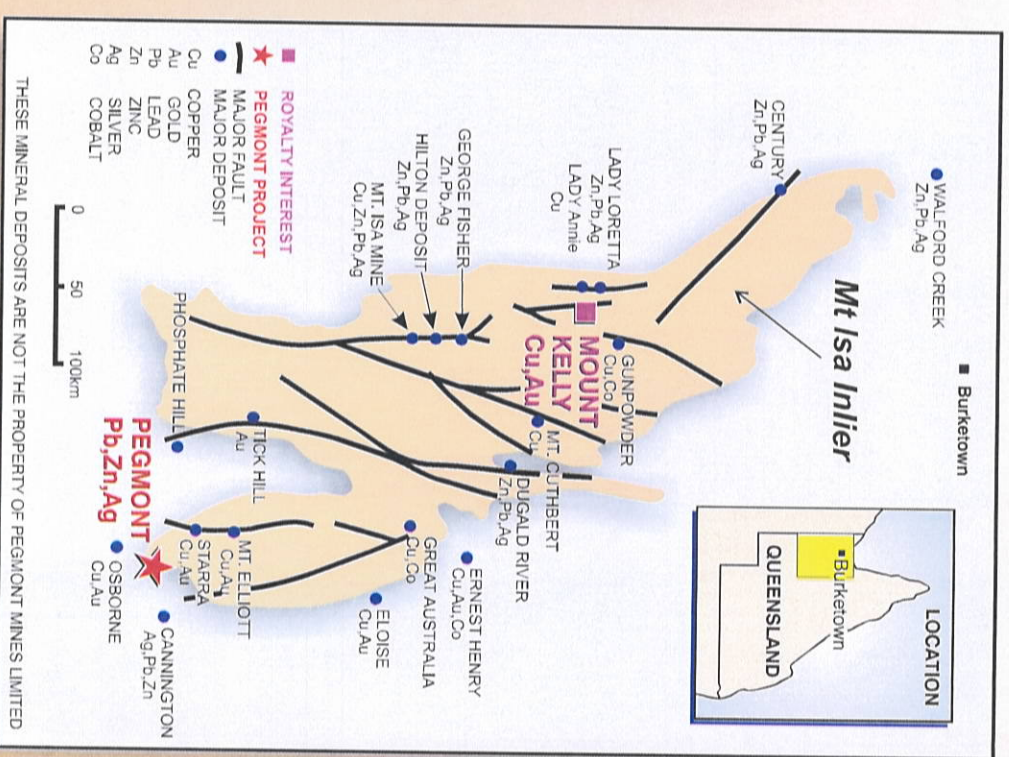 Burketown
WALFORD CREEK
Zn,Pb,Ag
Mt Isa Inlier
LOCATION
Burketown
QUEENSLAND
CENTURY
Zn,Pb,Ag
LADY LORETTA
Zn,Pb,Ag
LADY Annie
Cu
GUNPOWDER
Cu,Co
MOUNT
KELLY
Cu,Au
MT. CUTHBERT
Cu
DUGALD RIVER
Zn,Pb,Ag
GEORGE FISHER
Zn,Pb,Ag
HILTON DEPOSIT
Zn,Pb,Ag
MT. ISA MINE
Cu,Zn,Pb,Ag
ERNEST HENRY
Cu,Au,Co
GREAT AUSTRALIA
Cu,Co
ELOISE
Cu,Au
TICK HILL
Au
MT. ELLIOTT
Cu,Au
STARRA
Cu,Au
PHOSPHATE HILL
CANNINGTON
Ag,Pb,Zn
PEGMONT
Pb,Zn,Ag
OSBORNE
Cu,Au
ROYALTY INTEREST
PEGMONT PROJECT
MAJOR FAULT
MAJOR DEPOSIT
Cu COPPER
Au GOLD
Pb LEAD
Zn ZINC
Ag SILVER
Co COBALT
0 50 100km
THESE MINERAL DEPOSITS ARE NOT THE PROPERTY OF PEGMONT MINES LIMITED